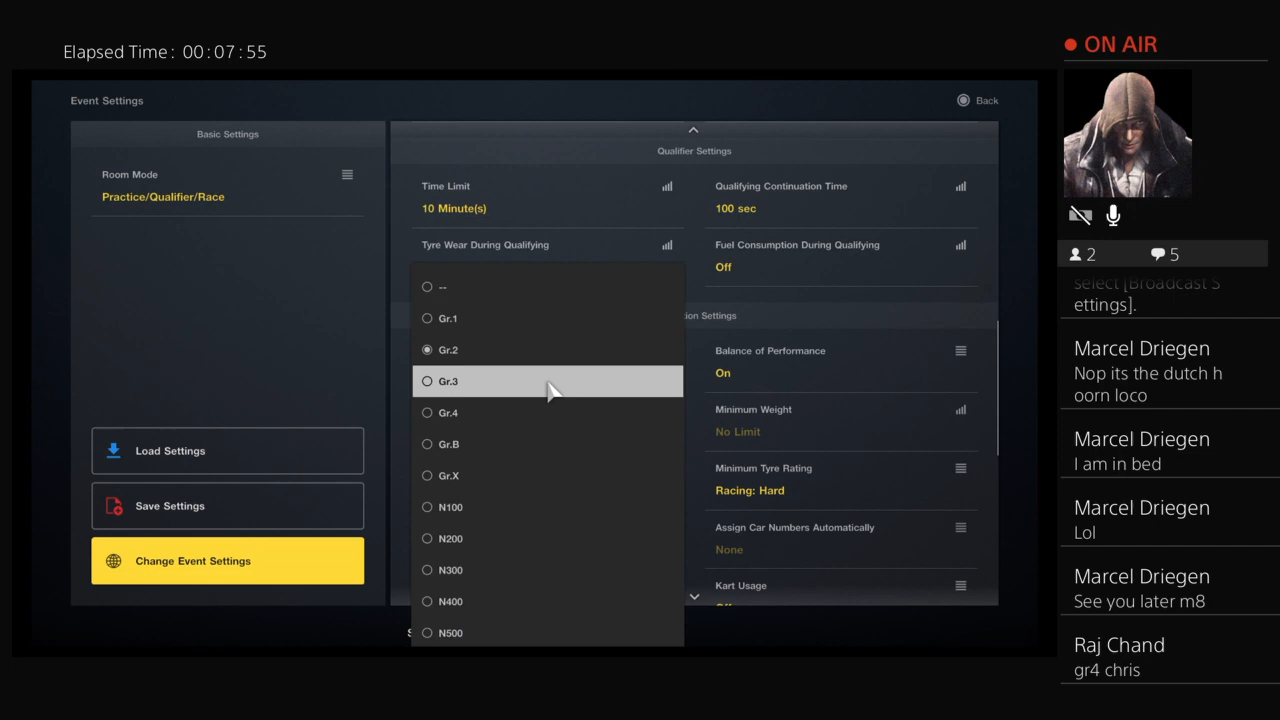 Elapsed Time: 00:07:55
ON AIR
Event Settings
Back
Basic Settings
Room Mode
Practice/Qualifier/Race
Load Settings
Save Settings
Change Event Settings
Qualifier Settings
Time Limit
10 Minute(s)
Qualifying Continuation Time
100 sec
Tyre Wear During Qualifying
Fuel Consumption During Qualifying
Off
ion Settings
--
Gr.1
Gr.2
Gr.3
Gr.4
Gr.B
Gr.X
N100
N200
N300
N400
N500
Balance of Performance
On
Minimum Weight
No Limit
Minimum Tyre Rating
Racing: Hard
Assign Car Numbers Automatically
None
Kart Usage
2
5
select [Broadcast S
ettings].
Marcel Driegen
Nop its the dutch h
oorn loco
Marcel Driegen
I am in bed
Marcel Driegen
Lol
Marcel Driegen
See you later m8
Raj Chand
gr4 chris